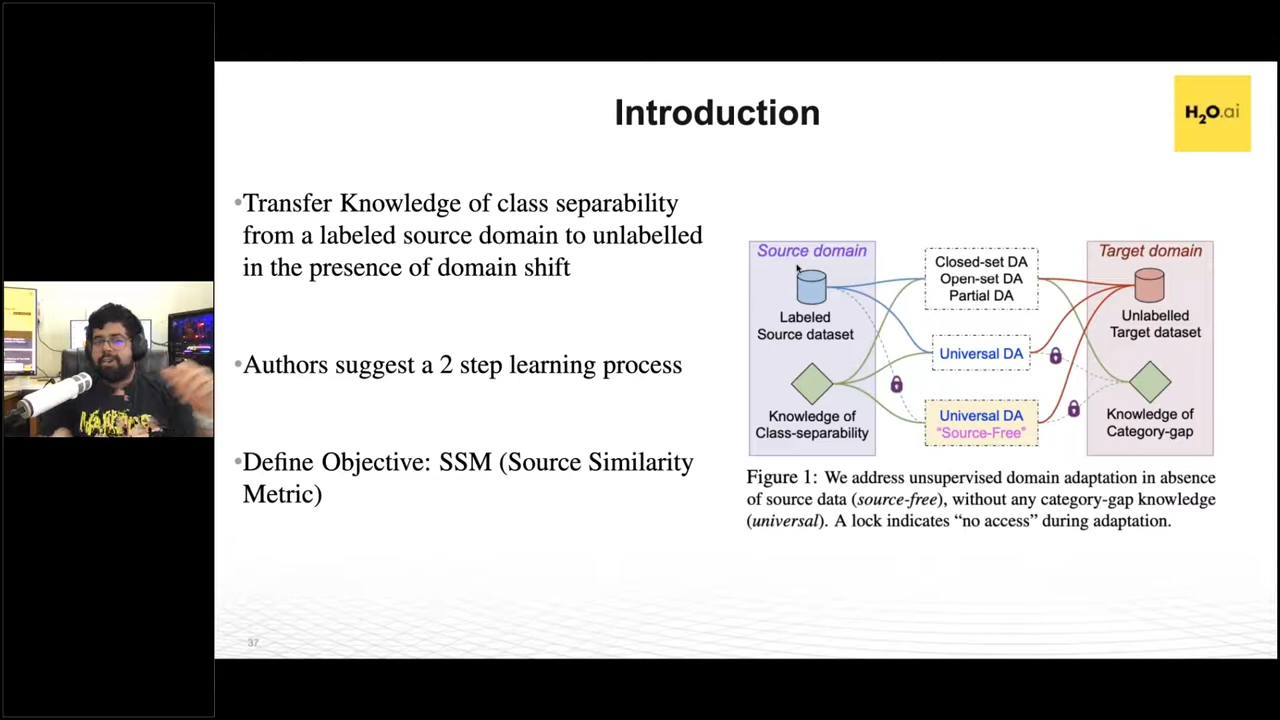 Introduction
H2O.ai
•Transfer Knowledge of class separability
from a labeled source domain to unlabelled
in the presence of domain shift
•Authors suggest a 2 step learning process
•Define Objective: SSM (Source Similarity
Metric)
Source domain
Labeled
Source dataset
Knowledge of
Class-separability
Closed-set DA
Open-set DA
Partial DA
Universal DA
Universal DA
"Source-Free"
Target domain
Unlabelled
Target dataset
Knowledge of
Category-gap
Figure 1: We address unsupervised domain adaptation in absence
of source data (source-free), without any category-gap knowledge
(universal). A lock indicates “no access” during adaptation.
37